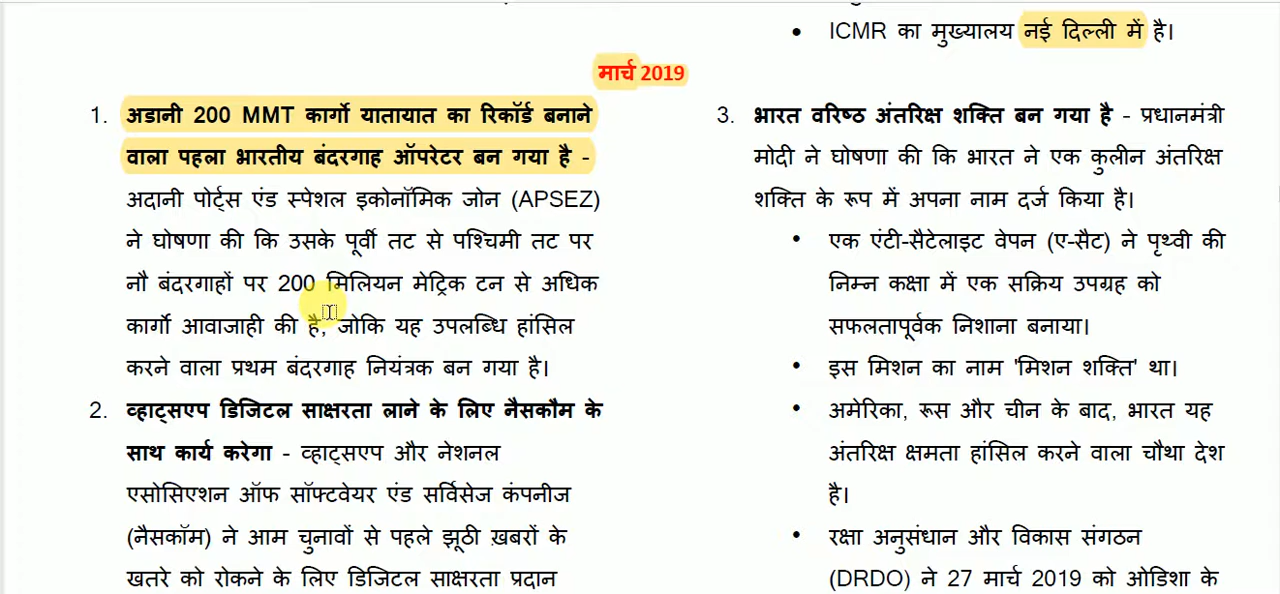 ICMR का मुख्यालय नई दिल्ली में है।
मार्च 2019
1. अडानी 200 MMT कार्गो यातायात का रिकॉर्ड बनाने
वाला पहला भारतीय बंदरगाह ऑपरेटर बन गया है -
अदानी पोर्ट्स एंड स्पेशल इकोनॉमिक जोन (APSEZ)
ने घोषणा की कि उसके पूर्वी तट से पश्चिमी तट पर
नौ बंदरगाहों पर 200 मिलियन मेट्रिक टन से अधिक
कार्गो आवाजाही की है, जोकि यह उपलब्धि हांसिल
करने वाला प्रथम बंदरगाह नियंत्रक बन गया है।
2. व्हाट्सएप डिजिटल साक्षरता लाने के लिए नैसकौम के
साथ कार्य करेगा - व्हाट्सएप और नेशनल
एसोसिएशन ऑफ सॉफ्टवेयर एंड सर्विसेज कंपनीज
(नैसकॉम) ने आम चुनावों से पहले झूठी ख़बरों के
खतरे को रोकने के लिए डिजिटल साक्षरता प्रदान
3. भारत वरिष्ठ अंतरिक्ष शक्ति बन गया है - प्रधानमंत्री
मोदी ने घोषणा की कि भारत ने एक कुलीन अंतरिक्ष
शक्ति के रूप में अपना नाम दर्ज किया है।
• एक एंटी-सैटेलाइट वेपन (ए-सैट) ने पृथ्वी की
निम्न कक्षा में एक सक्रिय उपग्रह को
सफलतापूर्वक निशाना बनाया।
• इस मिशन का नाम 'मिशन शक्ति' था।
• अमेरिका, रूस और चीन के बाद, भारत यह
अंतरिक्ष क्षमता हांसिल करने वाला चौथा देश
है।
• रक्षा अनुसंधान और विकास संगठन
(DRDO) ने 27 मार्च 2019 को ओडिशा के